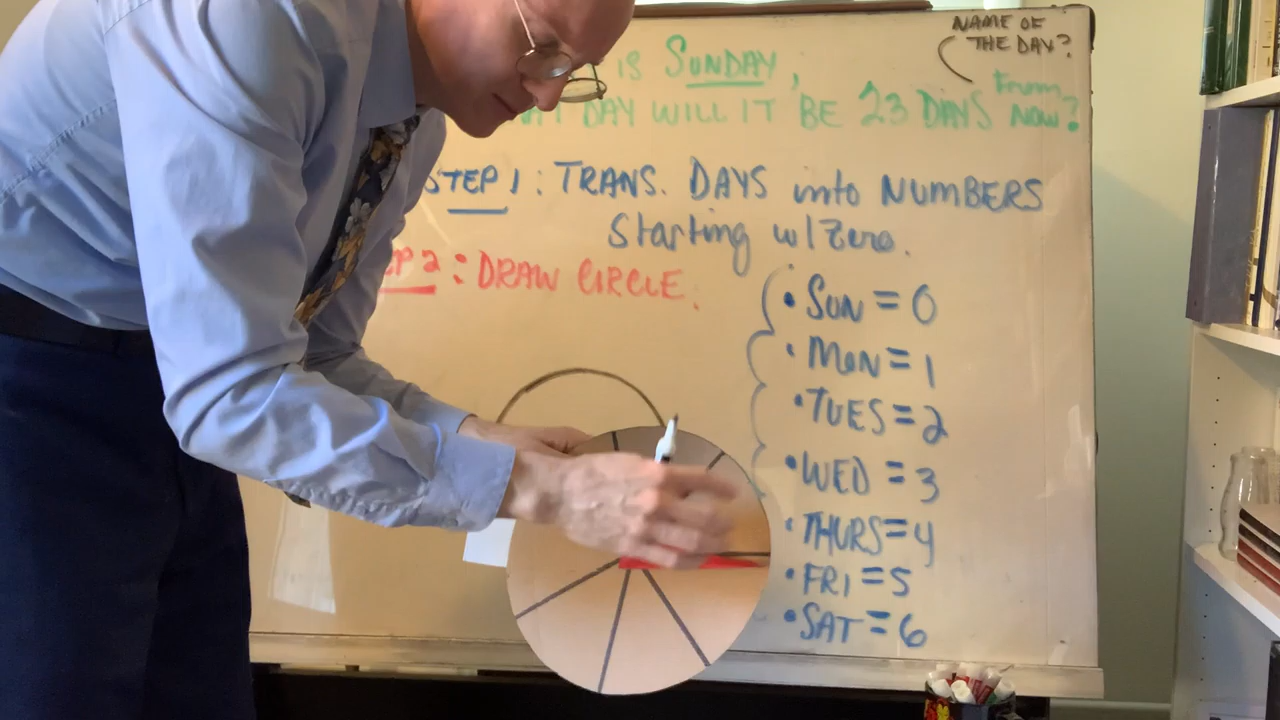 NAME OF
THE DAY?
IS SUNDAY,
DAY WILL IT BE 23 DAYS From
NOW?
STEP 1: TRANS. DAYS into NUMBERS
Starting w/Zero.
EP 2: DRAW CIRCLE.
• SUN = 0
• MON = 1
• TUES = 2
• WED = 3
• THURS = 4
• FRI = 5
• SAT = 6